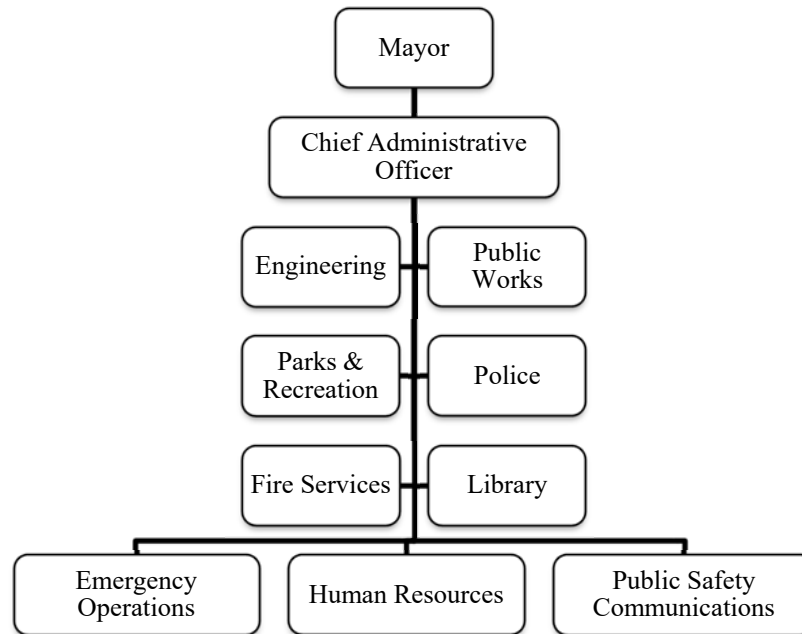 Mayor
Chief Administrative
Officer
Engineering
Public
Works
Parks &
Recreation
Police
Fire Services
Library
Emergency
Operations
Human Resources
Public Safety
Communications